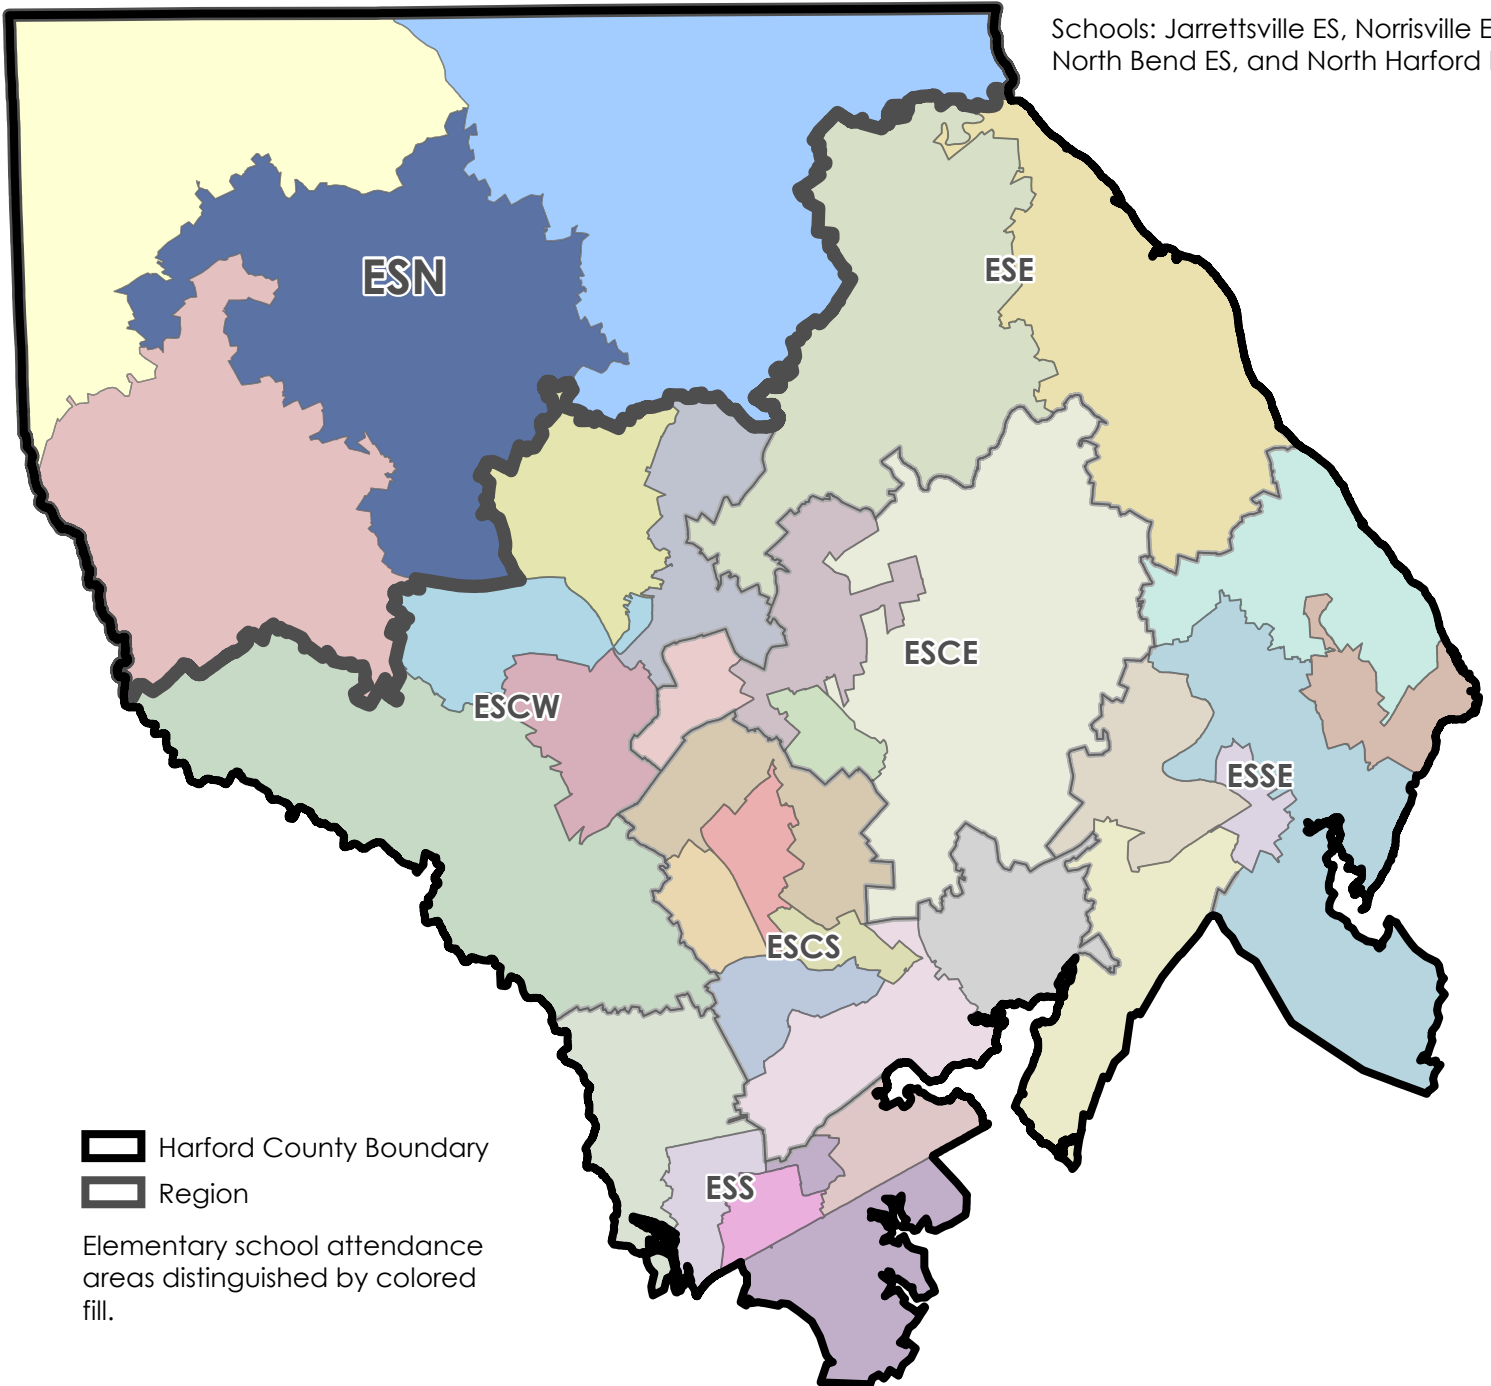 Schools: Jarrettsville ES, Norrisville
North Bend ES, and North Harford
ESN
ESE
ESCE
ESCW
ESSE
ESCS
ESS
Harford County Boundary
Region
Elementary school attendance
areas distinguished by colored
fill.